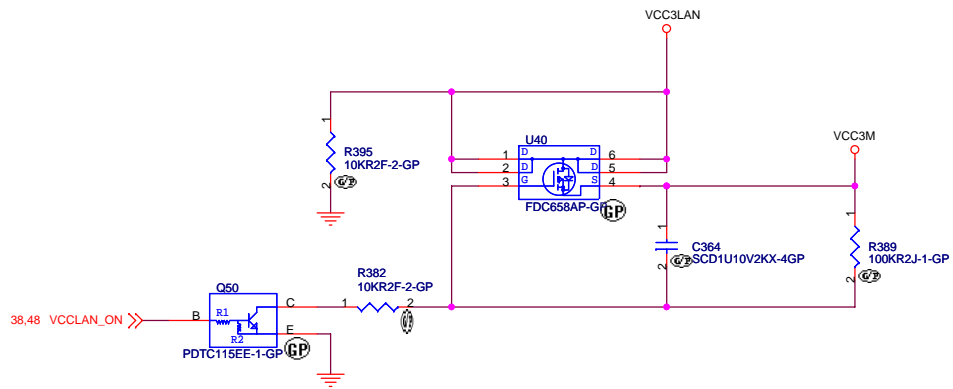 VCC3LAN
VCC3M
U40
1 D D 6
2 D D 5
3 G S 4
FDC658AP-GP
GP
1
R395
10KR2F-2-GP
2 G/P
1
C364
SCD1U10V2KX-4GP
2 G/P
1
R389
100KR2J-1-GP
2 G/P
R382
10KR2F-2-GP
1 2
G/P
Q50
38,48 VCCLAN_ON B R1 C
R2 E
PDTC115EE-1-GP
GP